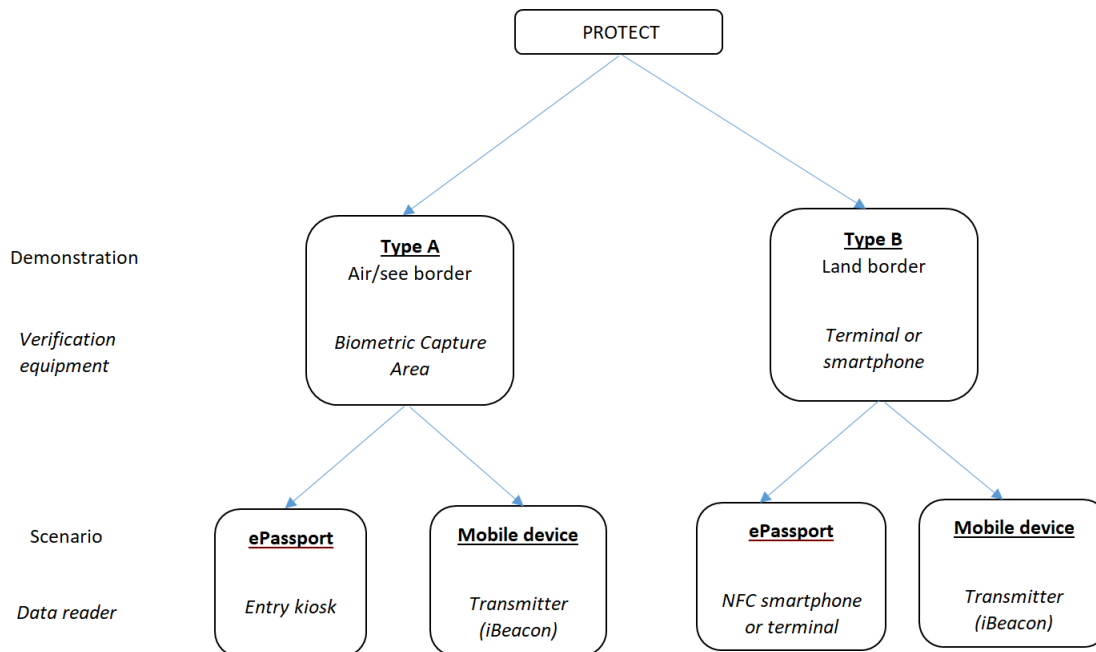 PROTECT
Demonstration
Type A
Air/see border
Type B
Land border
Verification
equipment
Biometric Capture
Area
Terminal or
smartphone
Scenario
ePassport
Mobile device
ePassport
Mobile device
Data reader
Entry kiosk
Transmitter
(iBeacon)
NFC smartphone
or terminal
Transmitter
(iBeacon)